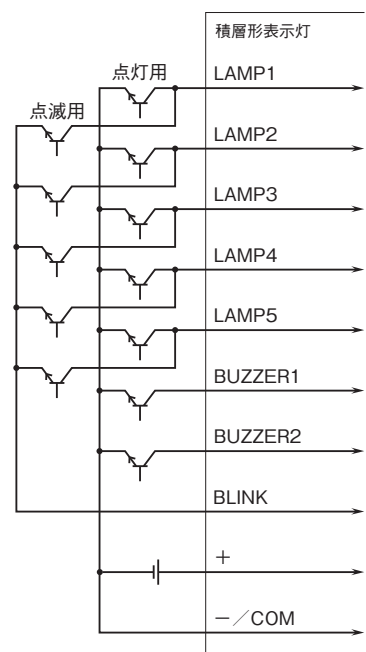 積層形表示灯
点灯用
LAMP1
点滅用
LAMP2
LAMP3
LAMP4
LAMP5
BUZZER1
BUZZER2
BLINK
＋
－／COM